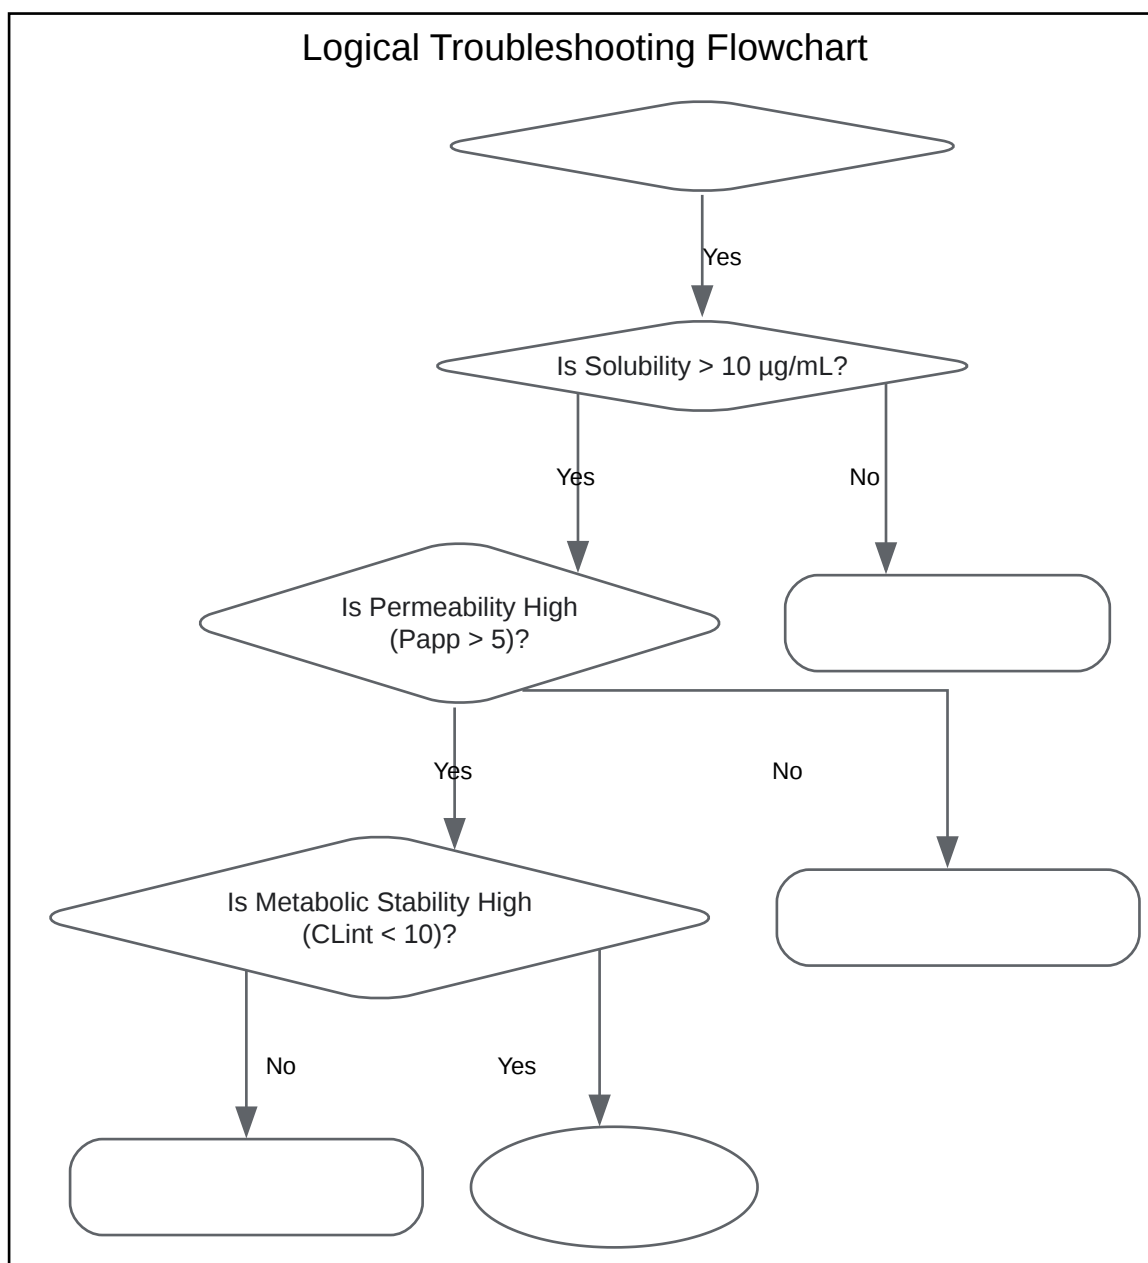 Logical Troubleshooting Flowchart
Yes
Is Solubility > 10 µg/mL?
Yes
No
Is Permeability High
(Papp > 5)?
Yes
No
Is Metabolic Stability High
(CLint < 10)?
No
Yes